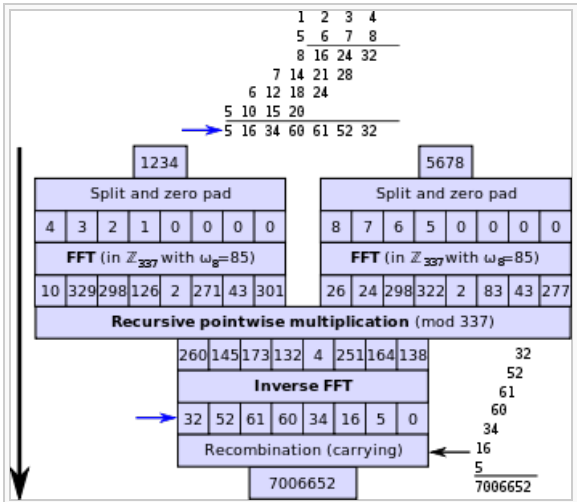 1 2 3 4
5 6 7 8
8 16 24 32
7 14 21 28
6 12 18 24
5 10 15 20
5 16 34 60 61 52 32
1234 5678
Split and zero pad Split and zero pad
4 3 2 1 0 0 0 0 8 7 6 5 0 0 0 0
FFT (in ℤ₃₃₇ with ω₈=85) FFT (in ℤ₃₃₇ with ω₈=85)
10 329 298 126 2 271 43 301 26 24 298 322 2 83 43 277
Recursive pointwise multiplication (mod 337)
260 145 173 132 4 251 164 138
Inverse FFT
32 52 61 60 34 16 5 0
Recombination (carrying)
7006652
32
52
61
60
34
16
5
7006652